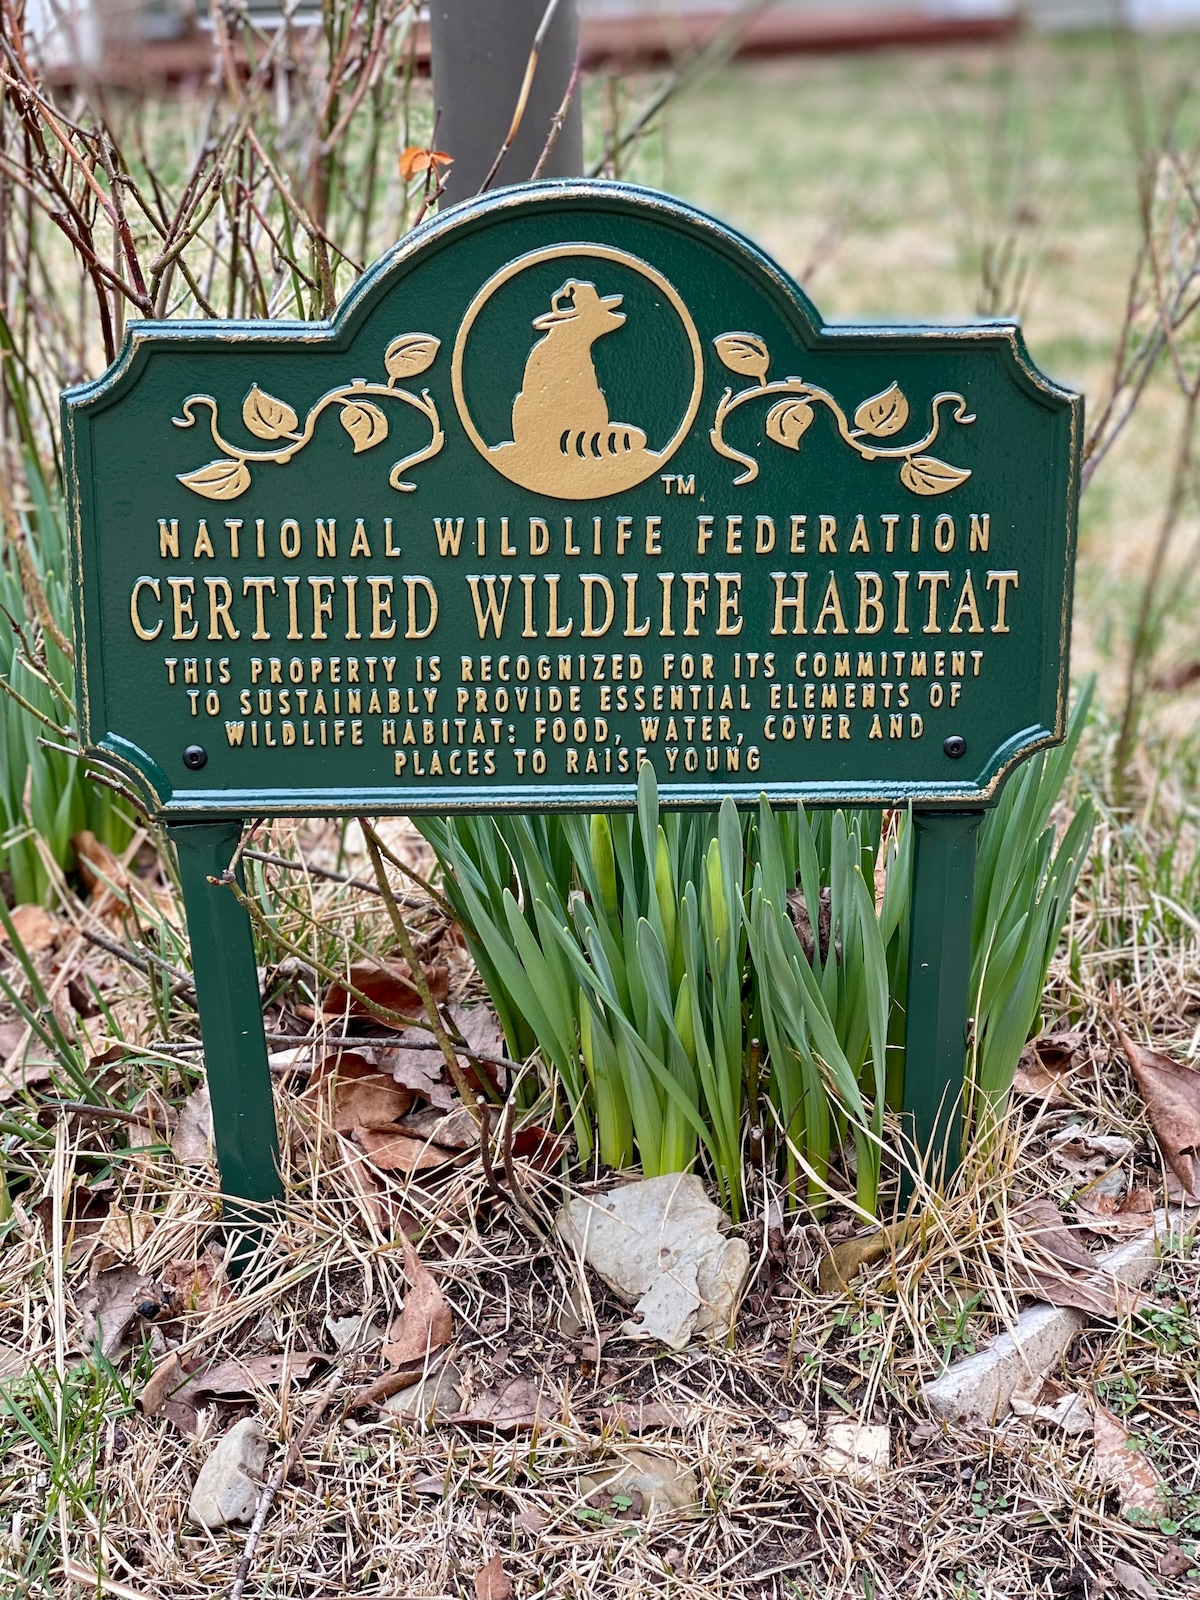 TM
NATIONAL WILDLIFE FEDERATION
CERTIFIED WILDLIFE HABITAT
THIS PROPERTY IS RECOGNIZED FOR ITS COMMITMENT
TO SUSTAINABLY PROVIDE ESSENTIAL ELEMENTS OF
WILDLIFE HABITAT: FOOD, WATER, COVER AND
PLACES TO RAISE YOUNG